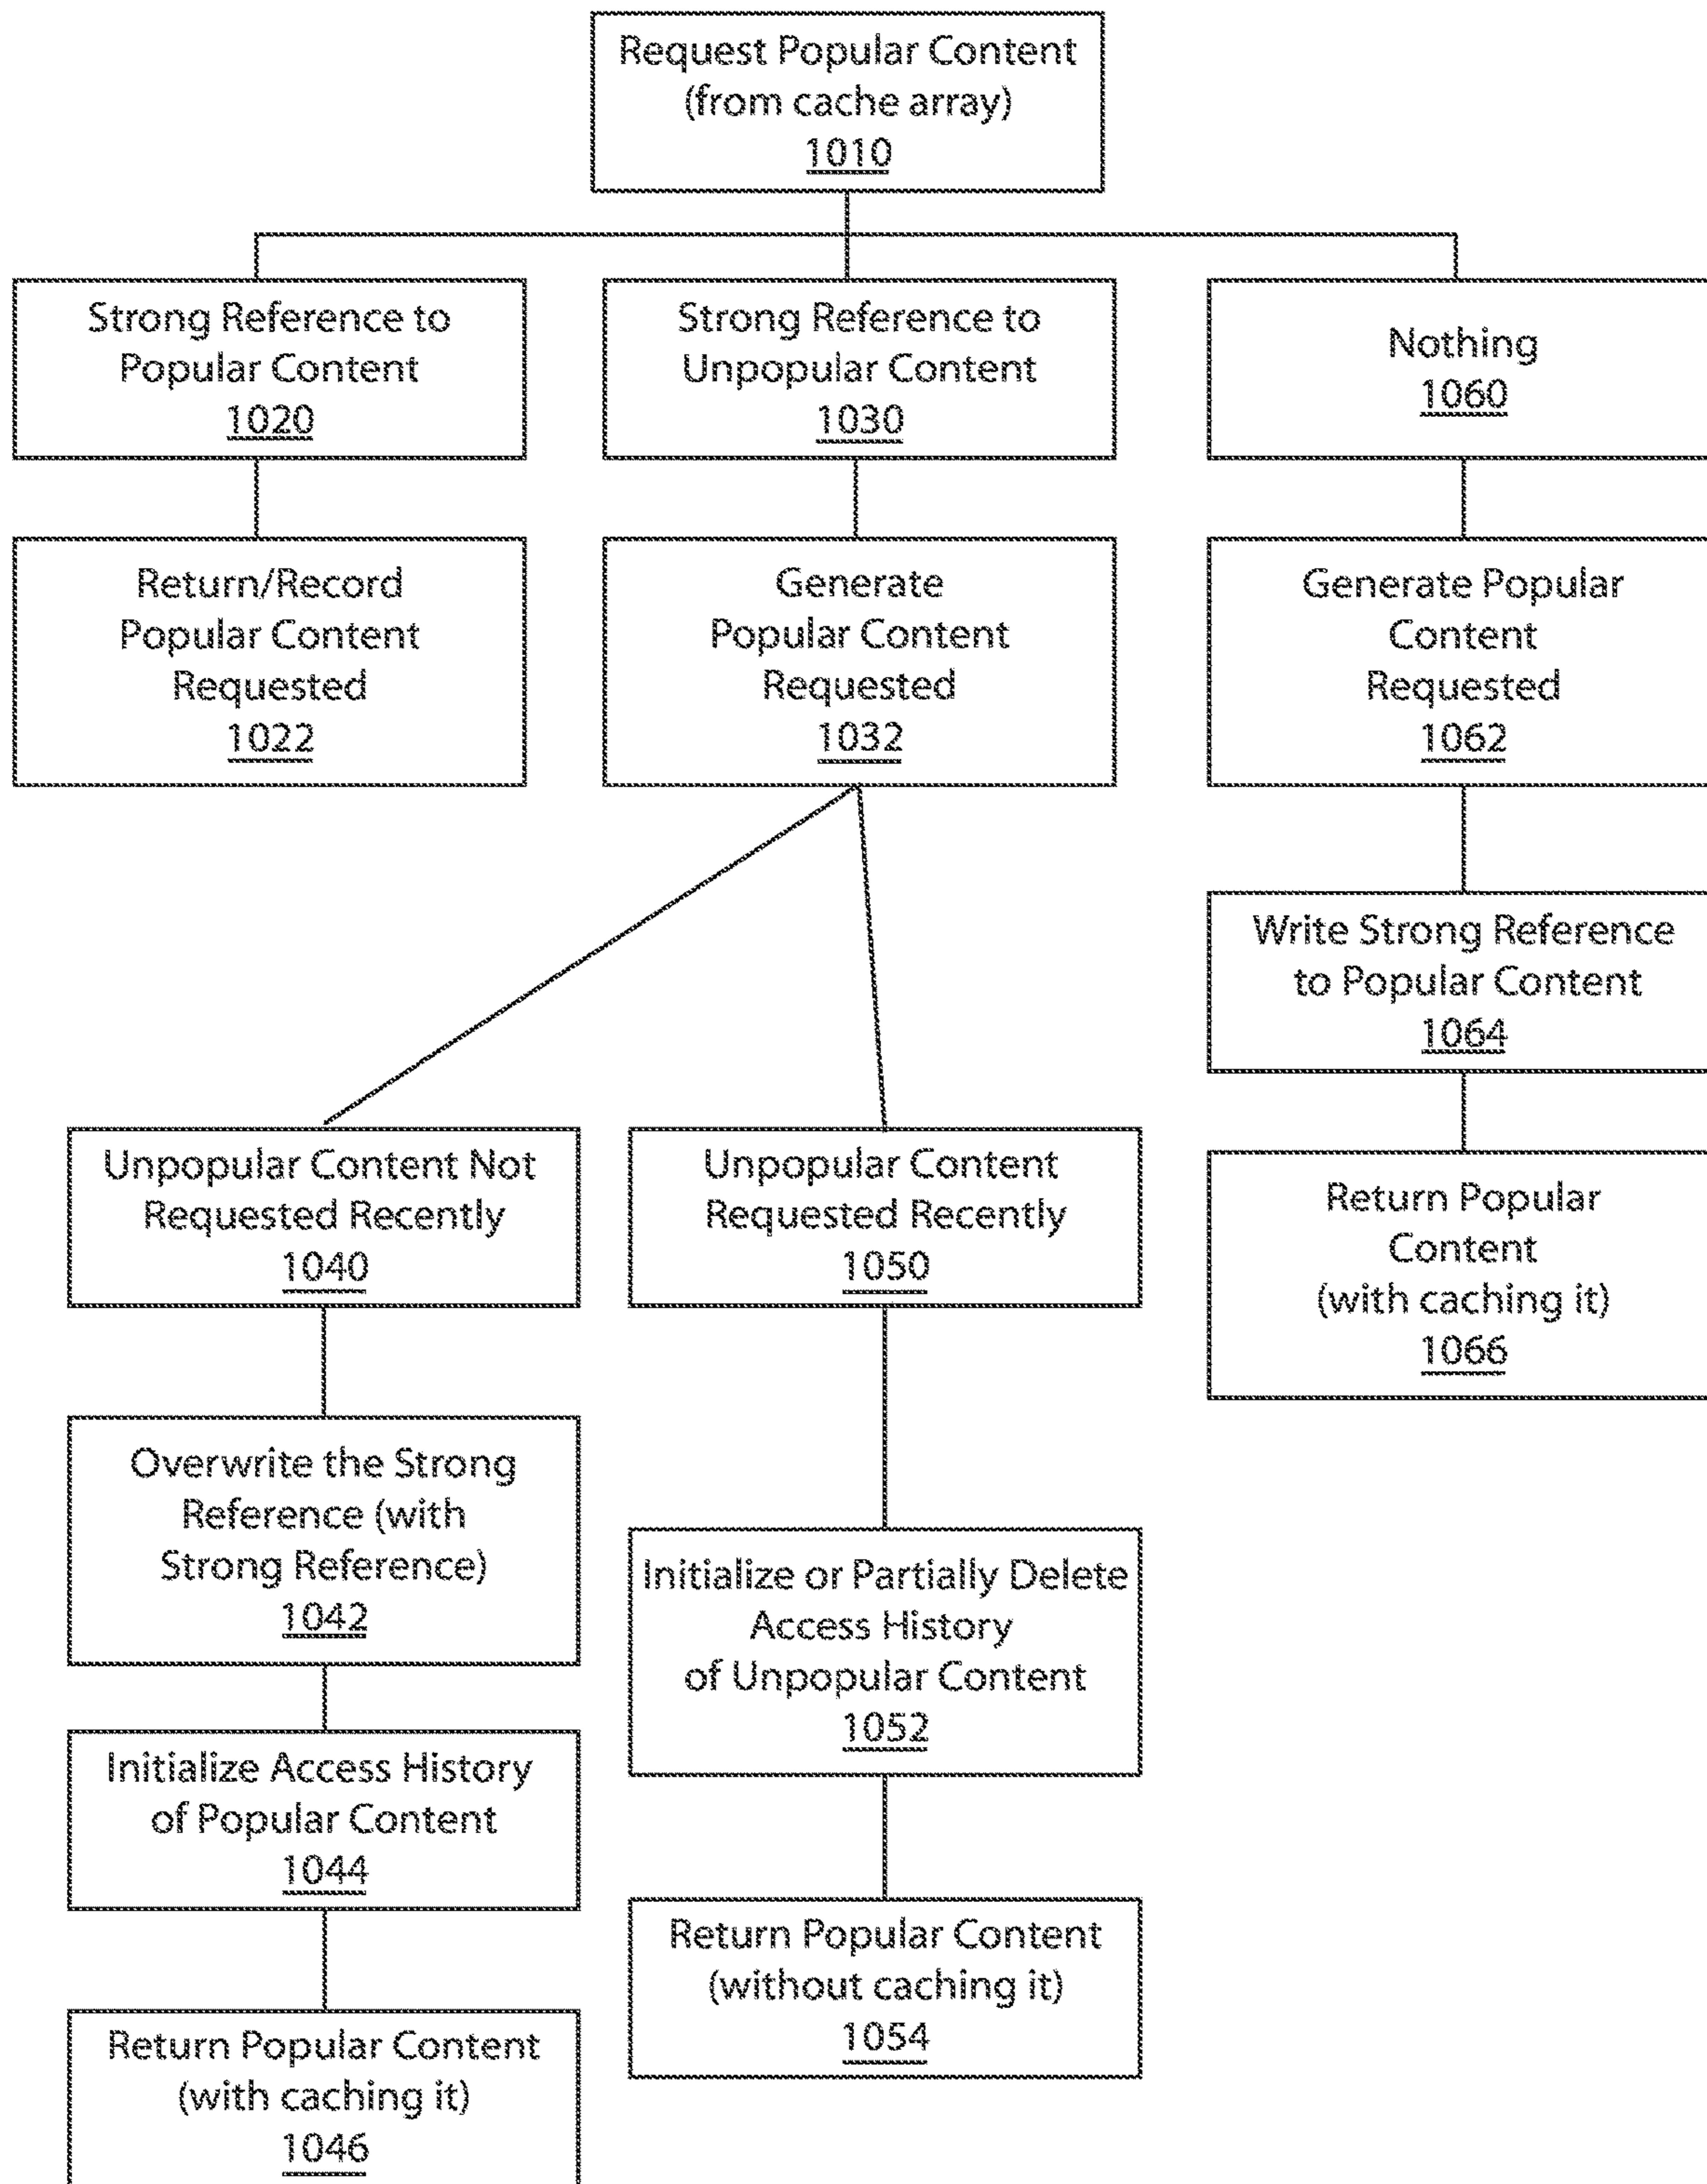 Request Popular Content
(from cache array)
1010
Strong Reference to
Popular Content
1020
Strong Reference to
Unpopular Content
1030
Nothing
1060
Return/Record
Popular Content
Requested
1022
Generate
Popular Content
Requested
1032
Generate Popular
Content
Requested
1062
Write Strong Reference
to Popular Content
1064
Unpopular Content Not
Requested Recently
1040
Unpopular Content
Requested Recently
1050
Return Popular
Content
(with caching it)
1066
Overwrite the Strong
Reference (with
Strong Reference)
1042
Initialize or Partially Delete
Access History
of Unpopular Content
1052
Initialize Access History
of Popular Content
1044
Return Popular Content
(without caching it)
1054
Return Popular Content
(with caching it)
1046